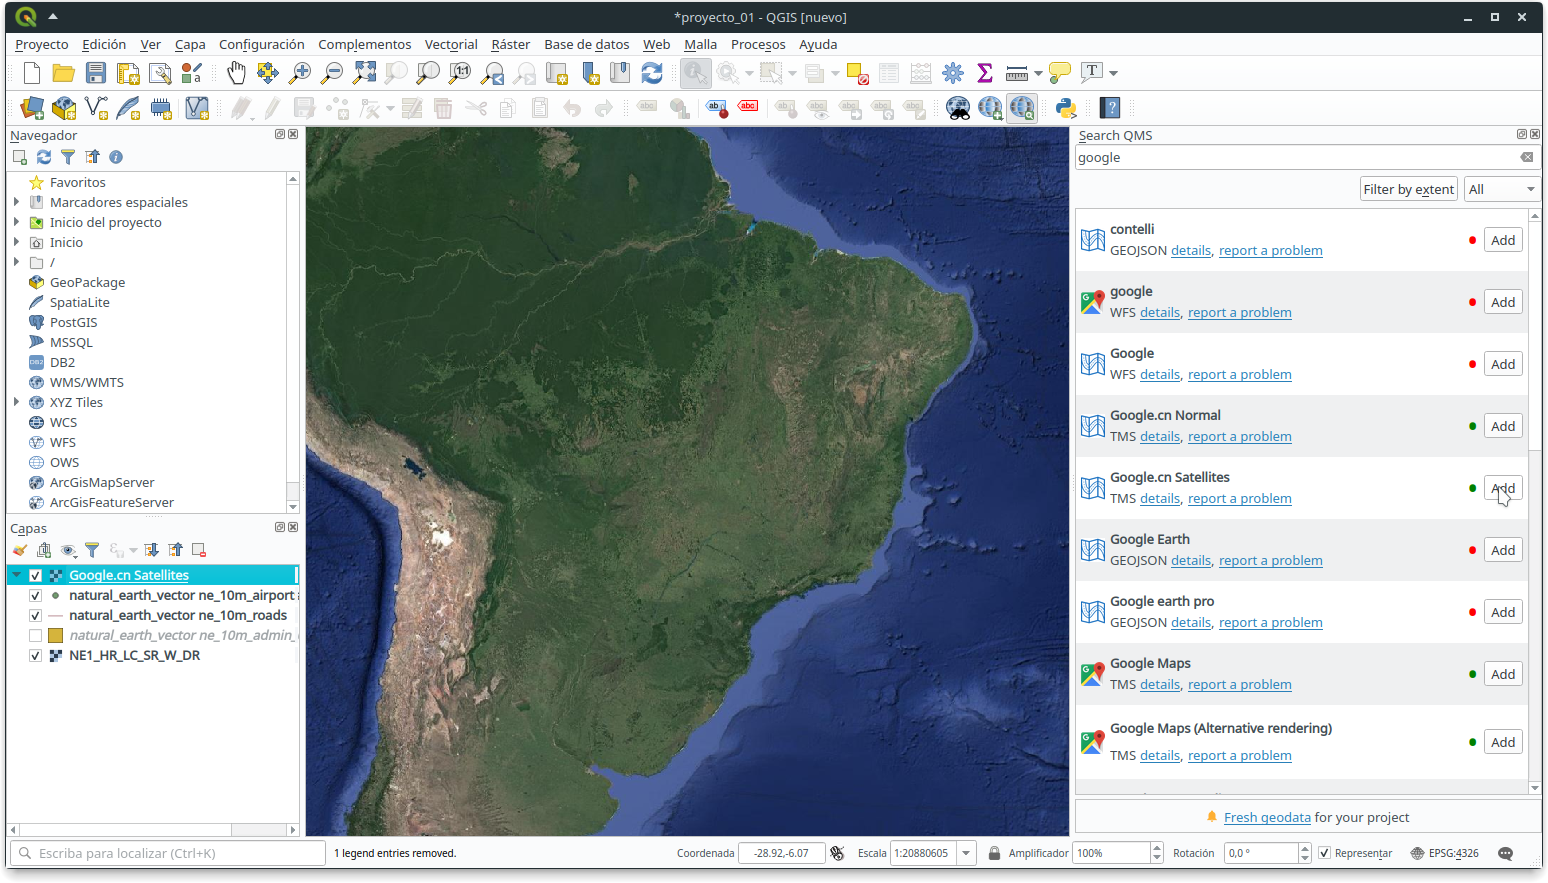 *proyecto_01 - QGIS [nuevo]
Proyecto Edición Ver Capa Configuración Complementos Vectorial Ráster Base de datos Web Malla Procesos Ayuda
Navegador
Favoritos
Marcadores espaciales
Inicio del proyecto
Inicio
/
GeoPackage
SpatiaLite
PostGIS
MSSQL
DB2
WMS/WMTS
XYZ Tiles
WCS
WFS
OWS
ArcGisMapServer
ArcGisFeatureServer
Capas
Google.cn Satellites
natural_earth_vector ne_10m_airport
natural_earth_vector ne_10m_roads
natural_earth_vector ne_10m_admin_
NE1_HR_LC_SR_W_DR
Search QMS
google
Filter by extent All
contelli
GEOJSON details, report a problem Add
google
WFS details, report a problem Add
Google
WFS details, report a problem Add
Google.cn Normal
TMS details, report a problem Add
Google.cn Satellites
TMS details, report a problem Add
Google Earth
GEOJSON details, report a problem Add
Google earth pro
GEOJSON details, report a problem Add
Google Maps
TMS details, report a problem Add
Google Maps (Alternative rendering)
TMS details, report a problem Add
Fresh geodata for your project
Escriba para localizar (Ctrl+K) 1 legend entries removed. Coordenada -28.92,-6.07 Escala 1:20880605 Amplificador 100% Rotación 0,0 ° Representar EPSG:4326